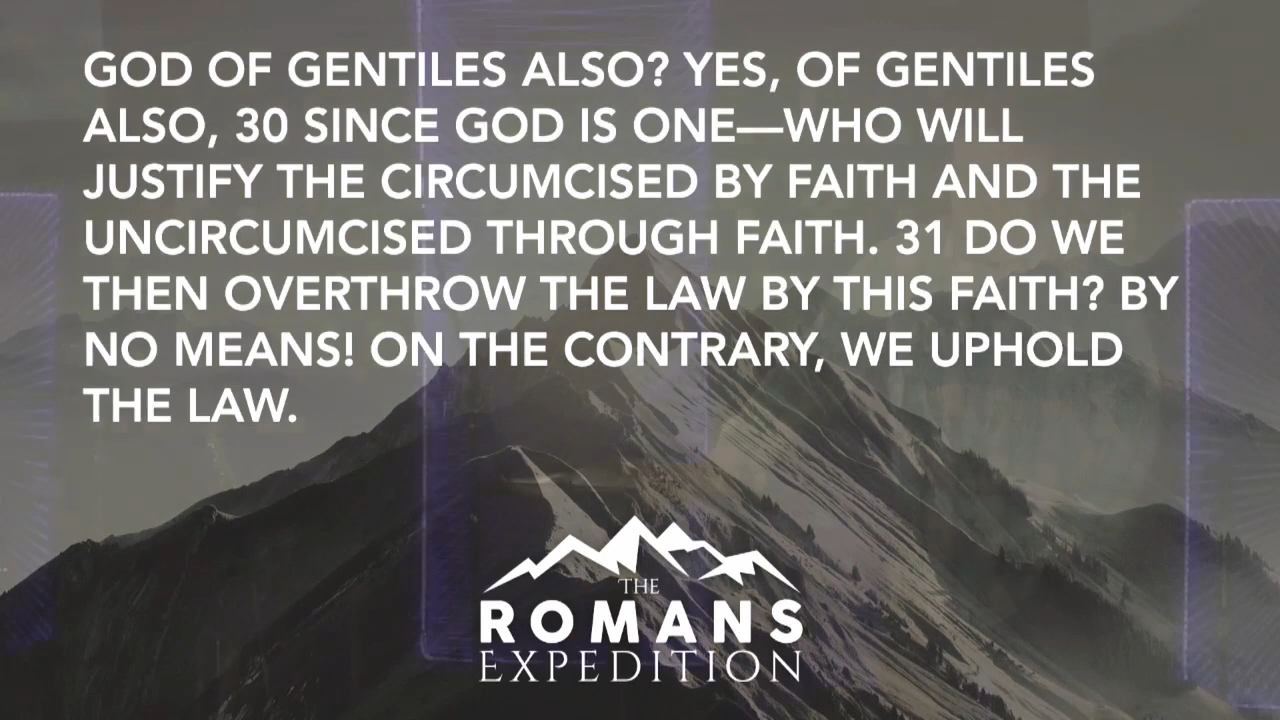 GOD OF GENTILES ALSO? YES, OF GENTILES
ALSO, 30 SINCE GOD IS ONE—WHO WILL
JUSTIFY THE CIRCUMCISED BY FAITH AND THE
UNCIRCUMCISED THROUGH FAITH. 31 DO WE
THEN OVERTHROW THE LAW BY THIS FAITH? BY
NO MEANS! ON THE CONTRARY, WE UPHOLD
THE LAW.
THE
ROMANS
EXPEDITION